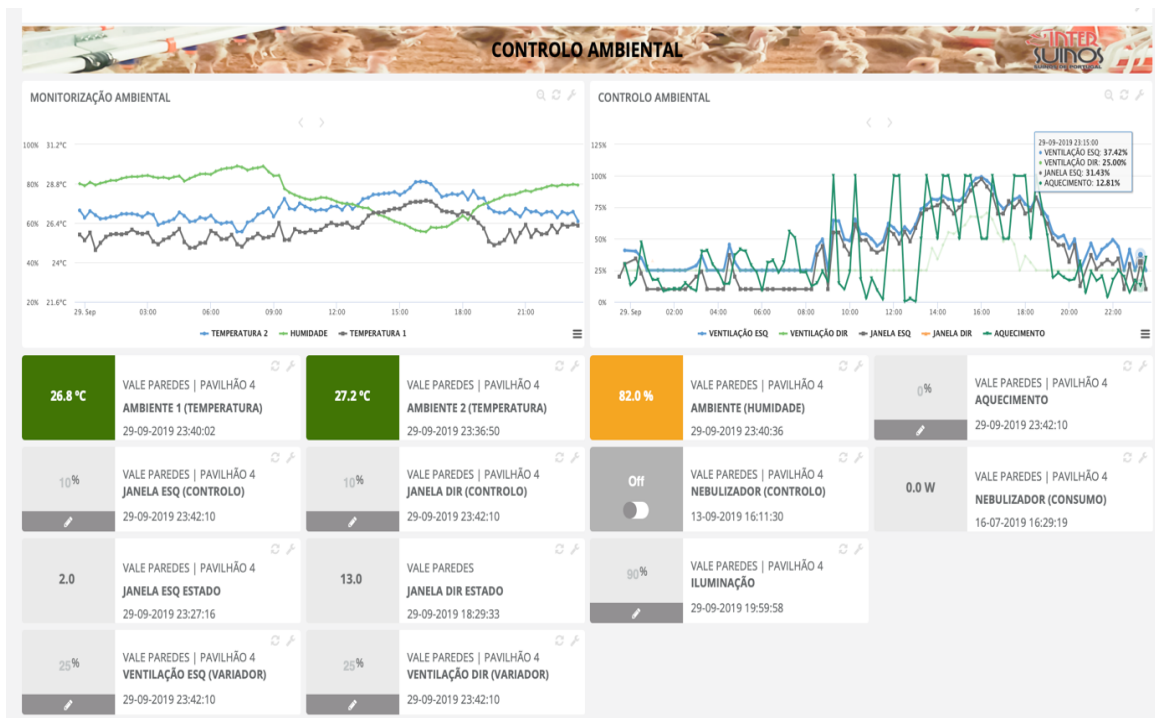 CONTROLO AMBIENTAL
INTER
SUINOS
MONITORIZAÇÃO AMBIENTAL
100% 31.2°C
80% 28.8°C
60% 26.4°C
40% 24°C
20% 21.6°C
29. Sep 03:00 06:00 09:00 12:00 15:00 18:00 21:00
TEMPERATURA 2 HUMIDADE TEMPERATURA 1
CONTROLO AMBIENTAL
125%
100%
75%
50%
25%
0%
29-09-2019 23:15:00
VENTILAÇÃO ESQ: 37.42%
VENTILAÇÃO DIR: 25.00%
JANELA ESQ: 31.43%
AQUECIMENTO: 12.81%
29. Sep 02:00 04:00 06:00 08:00 10:00 12:00 14:00 16:00 18:00 20:00 22:00
VENTILAÇÃO ESQ VENTILAÇÃO DIR JANELA ESQ JANELA DIR AQUECIMENTO
26.8 °C
VALE PAREDES | PAVILHÃO 4
AMBIENTE 1 (TEMPERATURA)
29-09-2019 23:40:02
27.2 °C
VALE PAREDES | PAVILHÃO 4
AMBIENTE 2 (TEMPERATURA)
29-09-2019 23:36:50
82.0 %
VALE PAREDES | PAVILHÃO 4
AMBIENTE (HUMIDADE)
29-09-2019 23:40:36
0%
VALE PAREDES | PAVILHÃO 4
AQUECIMENTO
29-09-2019 23:42:10
10%
VALE PAREDES | PAVILHÃO 4
JANELA ESQ (CONTROLO)
29-09-2019 23:42:10
10%
VALE PAREDES | PAVILHÃO 4
JANELA DIR (CONTROLO)
29-09-2019 23:42:10
Off
VALE PAREDES | PAVILHÃO 4
NEBULIZADOR (CONTROLO)
13-09-2019 16:11:30
0.0 W
VALE PAREDES | PAVILHÃO 4
NEBULIZADOR (CONSUMO)
16-07-2019 16:29:19
2.0
VALE PAREDES | PAVILHÃO 4
JANELA ESQ ESTADO
29-09-2019 23:27:16
13.0
VALE PAREDES
JANELA DIR ESTADO
29-09-2019 18:29:33
90%
VALE PAREDES | PAVILHÃO 4
ILUMINAÇÃO
29-09-2019 19:59:58
25%
VALE PAREDES | PAVILHÃO 4
VENTILAÇÃO ESQ (VARIADOR)
29-09-2019 23:42:10
25%
VALE PAREDES | PAVILHÃO 4
VENTILAÇÃO DIR (VARIADOR)
29-09-2019 23:42:10